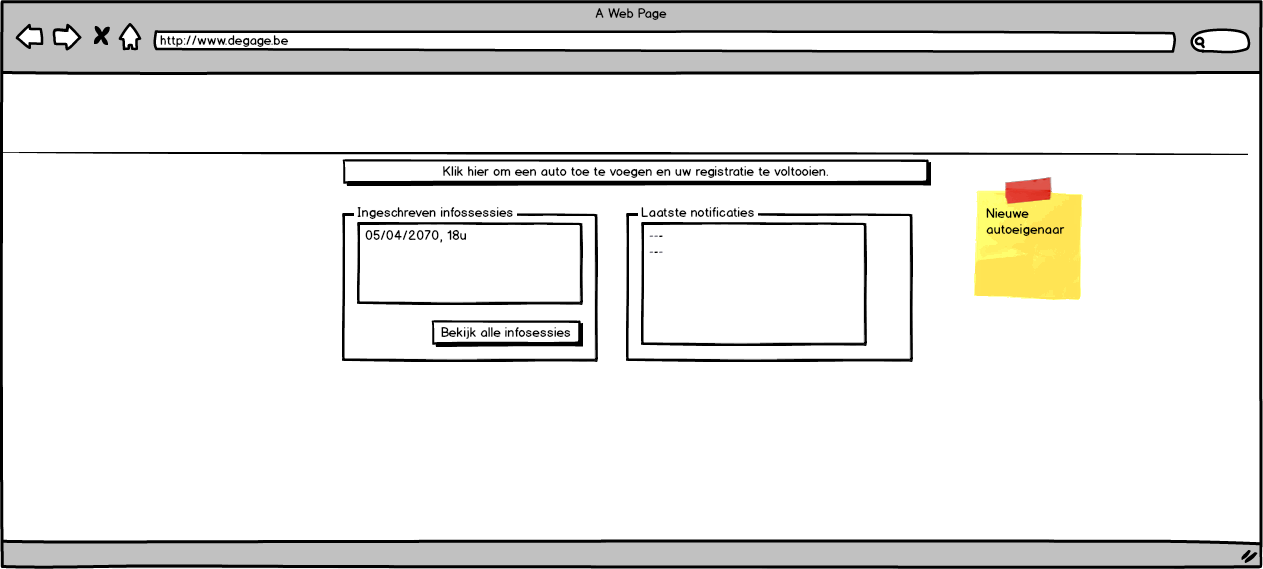 A Web Page
http://www.degage.be
Klik hier om een auto toe te voegen en uw registratie te voltooien.
Ingeschreven infossessies
05/04/2070, 18u
Bekijk alle infosessies
Laatste notificaties
---
---
Nieuwe
autoeigenaar